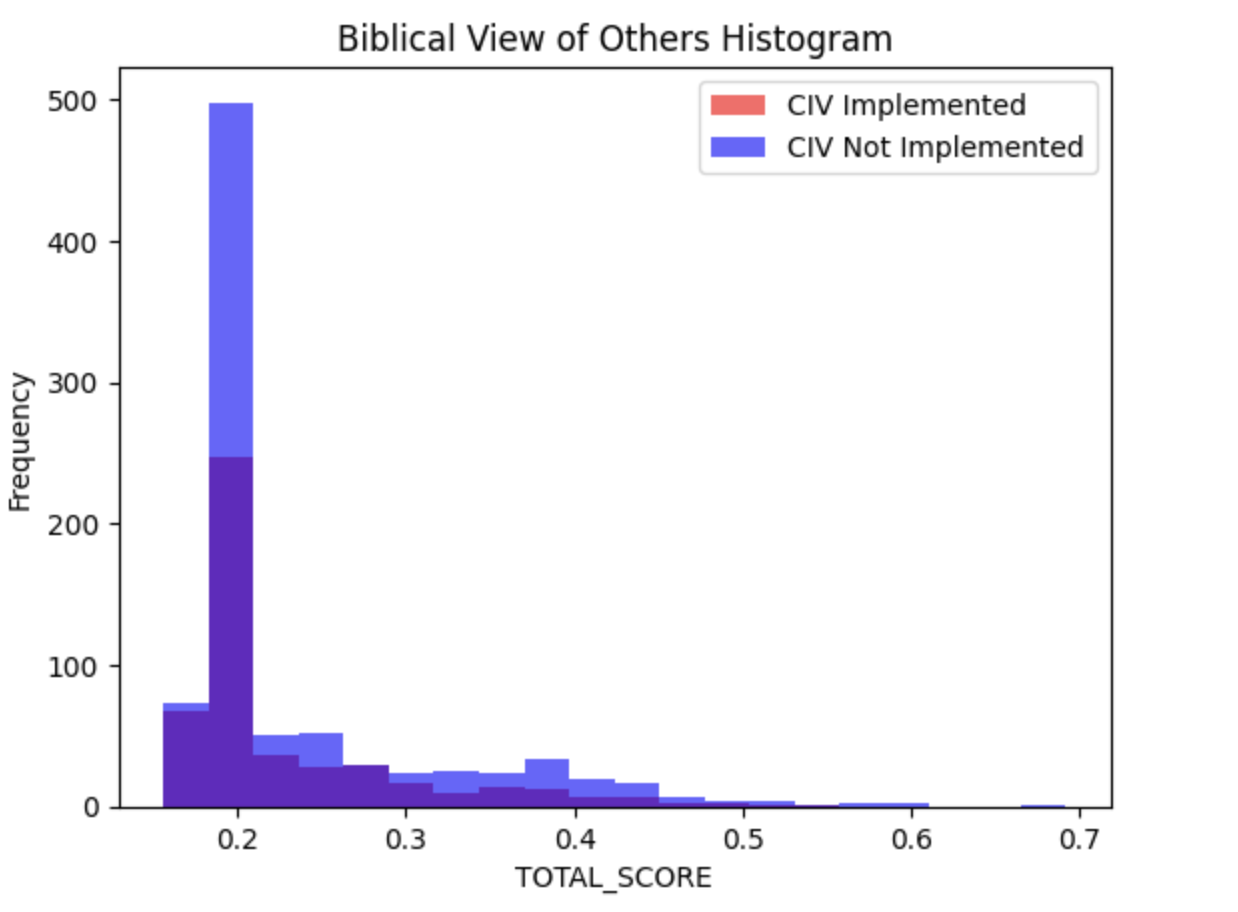 Biblical View of Others Histogram
CIV Implemented
CIV Not Implemented
500
400
300
200
100
0
Frequency
0.2 0.3 0.4 0.5 0.6 0.7
TOTAL_SCORE